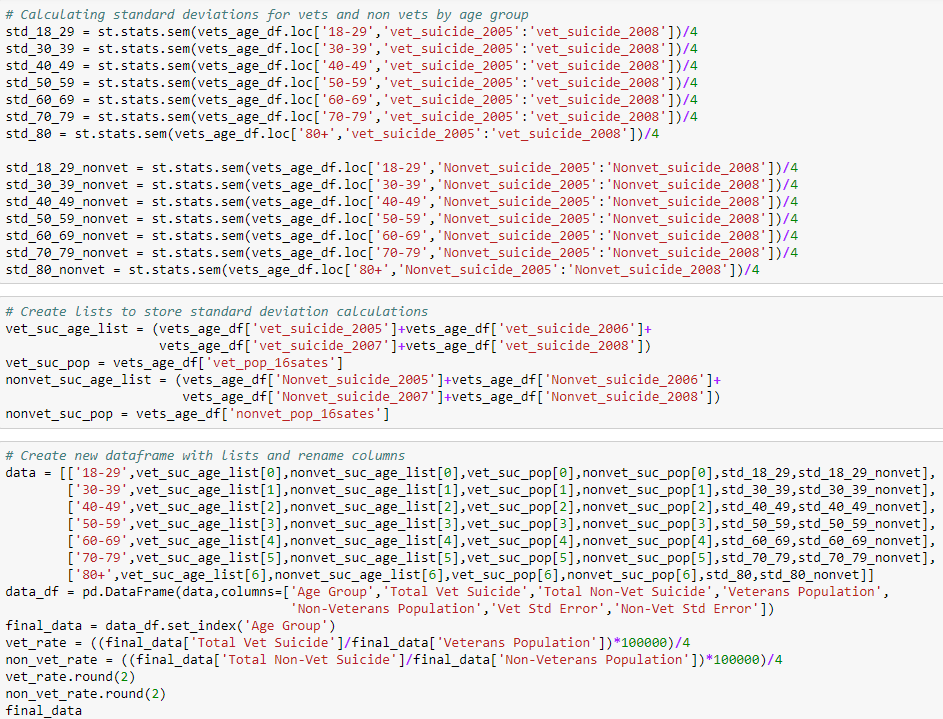 # Calculating standard deviations for vets and non vets by age group
std_18_29 = st.stats.sem(vets_age_df.loc['18-29','vet_suicide_2005':'vet_suicide_2008'])/4
std_30_39 = st.stats.sem(vets_age_df.loc['30-39','vet_suicide_2005':'vet_suicide_2008'])/4
std_40_49 = st.stats.sem(vets_age_df.loc['40-49','vet_suicide_2005':'vet_suicide_2008'])/4
std_50_59 = st.stats.sem(vets_age_df.loc['50-59','vet_suicide_2005':'vet_suicide_2008'])/4
std_60_69 = st.stats.sem(vets_age_df.loc['60-69','vet_suicide_2005':'vet_suicide_2008'])/4
std_70_79 = st.stats.sem(vets_age_df.loc['70-79','vet_suicide_2005':'vet_suicide_2008'])/4
std_80 = st.stats.sem(vets_age_df.loc['80+','vet_suicide_2005':'vet_suicide_2008'])/4
std_18_29_nonvet = st.stats.sem(vets_age_df.loc['18-29','Nonvet_suicide_2005':'Nonvet_suicide_2008'])/4
std_30_39_nonvet = st.stats.sem(vets_age_df.loc['30-39','Nonvet_suicide_2005':'Nonvet_suicide_2008'])/4
std_40_49_nonvet = st.stats.sem(vets_age_df.loc['40-49','Nonvet_suicide_2005':'Nonvet_suicide_2008'])/4
std_50_59_nonvet = st.stats.sem(vets_age_df.loc['50-59','Nonvet_suicide_2005':'Nonvet_suicide_2008'])/4
std_60_69_nonvet = st.stats.sem(vets_age_df.loc['60-69','Nonvet_suicide_2005':'Nonvet_suicide_2008'])/4
std_70_79_nonvet = st.stats.sem(vets_age_df.loc['70-79','Nonvet_suicide_2005':'Nonvet_suicide_2008'])/4
std_80_nonvet = st.stats.sem(vets_age_df.loc['80+','Nonvet_suicide_2005':'Nonvet_suicide_2008'])/4
# Create lists to store standard deviation calculations
vet_suc_age_list = (vets_age_df['vet_suicide_2005']+vets_age_df['vet_suicide_2006']+
vets_age_df['vet_suicide_2007']+vets_age_df['vet_suicide_2008'])
vet_suc_pop = vets_age_df['vet_pop_16sates']
nonvet_suc_age_list = (vets_age_df['Nonvet_suicide_2005']+vets_age_df['Nonvet_suicide_2006']+
vets_age_df['Nonvet_suicide_2007']+vets_age_df['Nonvet_suicide_2008'])
nonvet_suc_pop = vets_age_df['nonvet_pop_16sates']
# Create new dataframe with lists and rename columns
data = [['18-29',vet_suc_age_list[0],nonvet_suc_age_list[0],vet_suc_pop[0],nonvet_suc_pop[0],std_18_29,std_18_29_nonvet],
['30-39',vet_suc_age_list[1],nonvet_suc_age_list[1],vet_suc_pop[1],nonvet_suc_pop[1],std_30_39,std_30_39_nonvet],
['40-49',vet_suc_age_list[2],nonvet_suc_age_list[2],vet_suc_pop[2],nonvet_suc_pop[2],std_40_49,std_40_49_nonvet],
['50-59',vet_suc_age_list[3],nonvet_suc_age_list[3],vet_suc_pop[3],nonvet_suc_pop[3],std_50_59,std_50_59_nonvet],
['60-69',vet_suc_age_list[4],nonvet_suc_age_list[4],vet_suc_pop[4],nonvet_suc_pop[4],std_60_69,std_60_69_nonvet],
['70-79',vet_suc_age_list[5],nonvet_suc_age_list[5],vet_suc_pop[5],nonvet_suc_pop[5],std_70_79,std_70_79_nonvet],
['80+',vet_suc_age_list[6],nonvet_suc_age_list[6],vet_suc_pop[6],nonvet_suc_pop[6],std_80,std_80_nonvet]]
data_df = pd.DataFrame(data,columns=['Age Group','Total Vet Suicide','Total Non-Vet Suicide','Veterans Population',
'Non-Veterans Population','Vet Std Error','Non-Vet Std Error'])
final_data = data_df.set_index('Age Group')
vet_rate = ((final_data['Total Vet Suicide']/final_data['Veterans Population'])*100000)/4
non_vet_rate = ((final_data['Total Non-Vet Suicide']/final_data['Non-Veterans Population'])*100000)/4
vet_rate.round(2)
non_vet_rate.round(2)
final_data